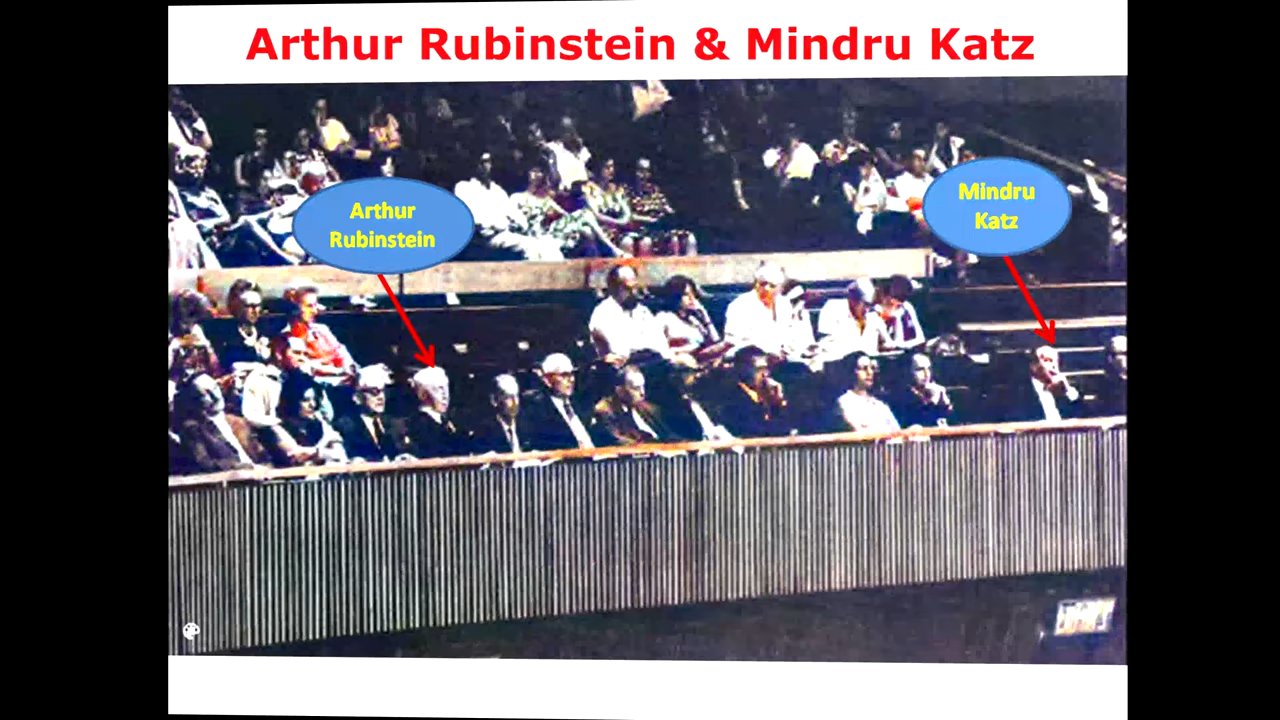 Arthur Rubinstein & Mindru Katz
Arthur
Rubinstein
Mindru
Katz